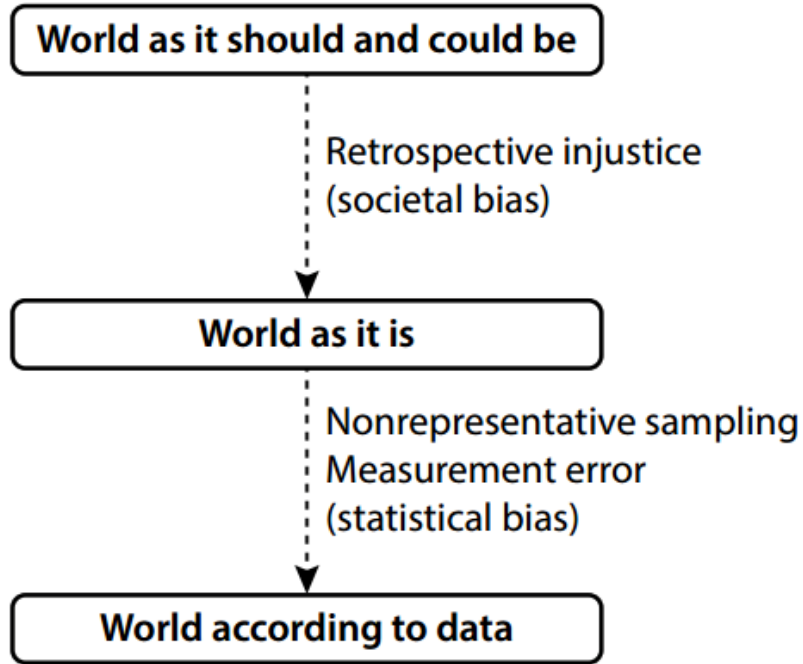 World as it should and could be
Retrospective injustice
(societal bias)
World as it is
Nonrepresentative sampling
Measurement error
(statistical bias)
World according to data